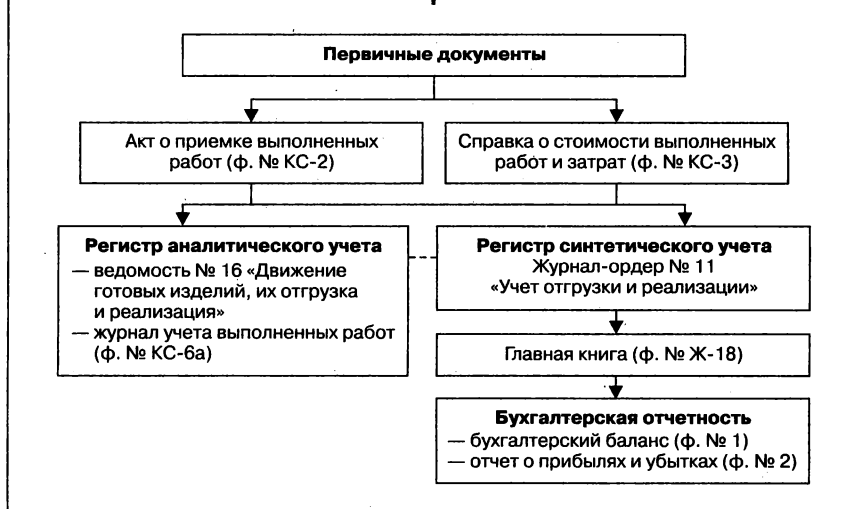 Первичные документы
Акт о приемке выполненных
работ (ф. № КС-2)
Справка о стоимости выполненных
работ и затрат (ф. № КС-3)
Регистр аналитического учета
— ведомость № 16 «Движение
готовых изделий, их отгрузка
и реализация»
— журнал учета выполненных работ
(ф. № КС-6а)
Регистр синтетического учета
Журнал-ордер № 11
«Учет отгрузки и реализации»
Главная книга (ф. № Ж-18)
Бухгалтерская отчетность
— бухгалтерский баланс (ф. № 1)
— отчет о прибылях и убытках (ф. № 2)